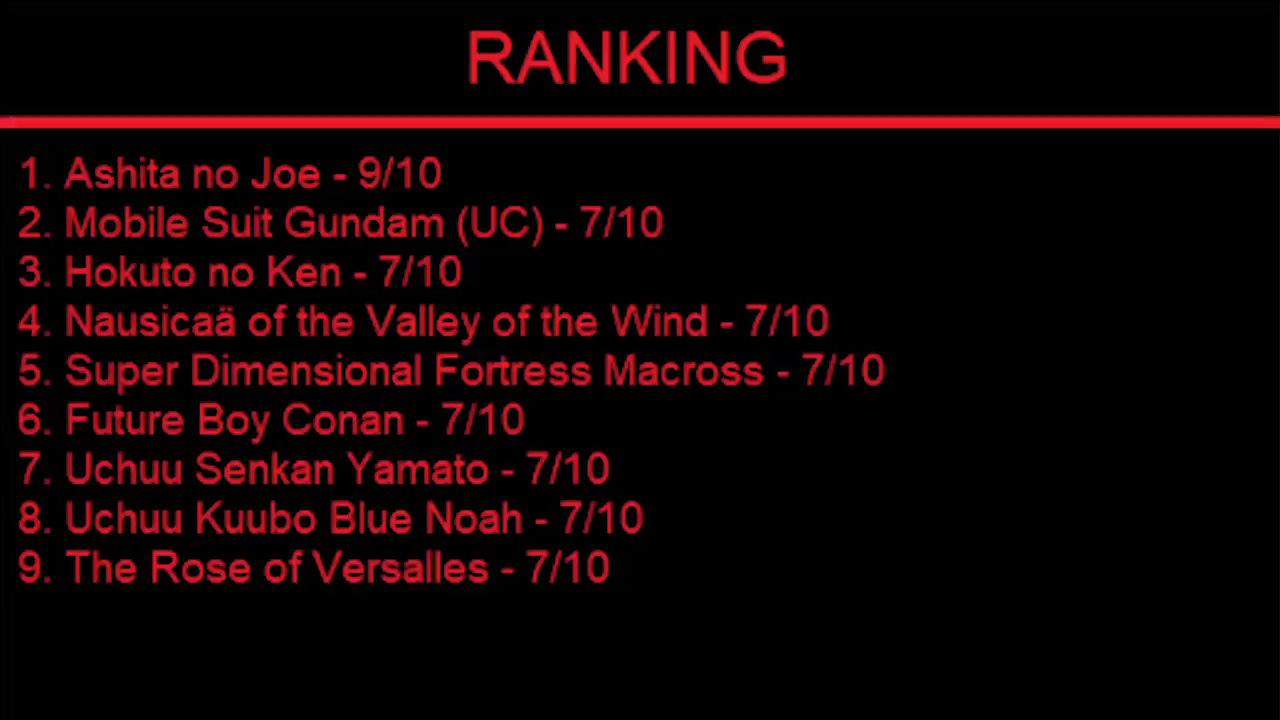 RANKING
1. Ashita no Joe - 9/10
2. Mobile Suit Gundam (UC) - 7/10
3. Hokuto no Ken - 7/10
4. Nausicaä of the Valley of the Wind - 7/10
5. Super Dimensional Fortress Macross - 7/10
6. Future Boy Conan - 7/10
7. Uchuu Senkan Yamato - 7/10
8. Uchuu Kuubo Blue Noah - 7/10
9. The Rose of Versalles - 7/10